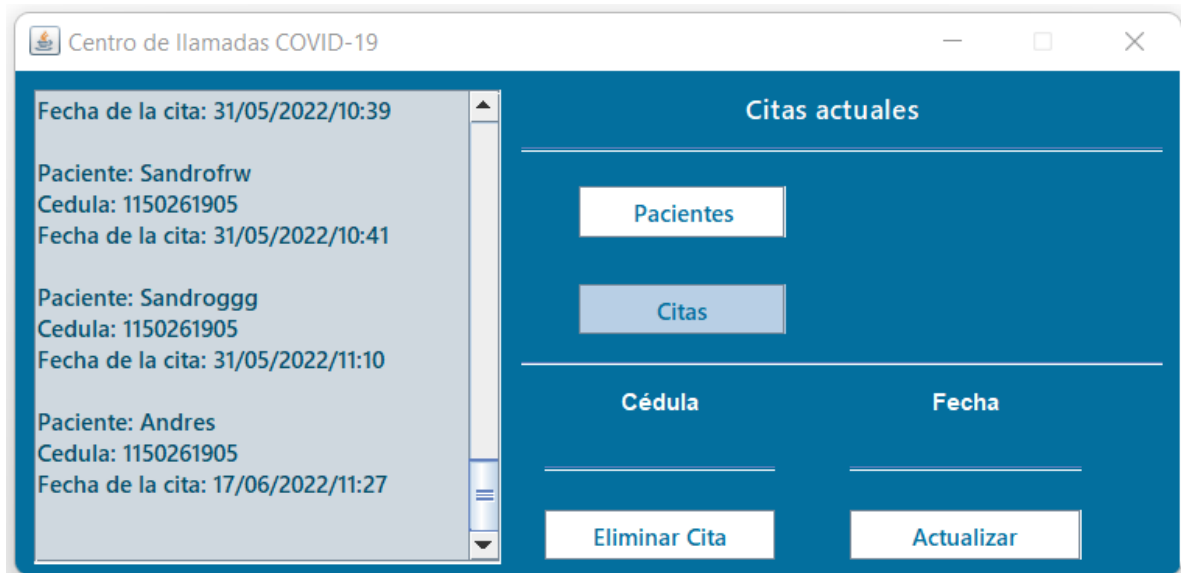 Centro de llamadas COVID-19
Fecha de la cita: 31/05/2022/10:39
Paciente: Sandrofrw
Cedula: 1150261905
Fecha de la cita: 31/05/2022/10:41
Paciente: Sandroggg
Cedula: 1150261905
Fecha de la cita: 31/05/2022/11:10
Paciente: Andres
Cedula: 1150261905
Fecha de la cita: 17/06/2022/11:27
Citas actuales
Pacientes
Citas
Cédula
Fecha
Eliminar Cita
Actualizar